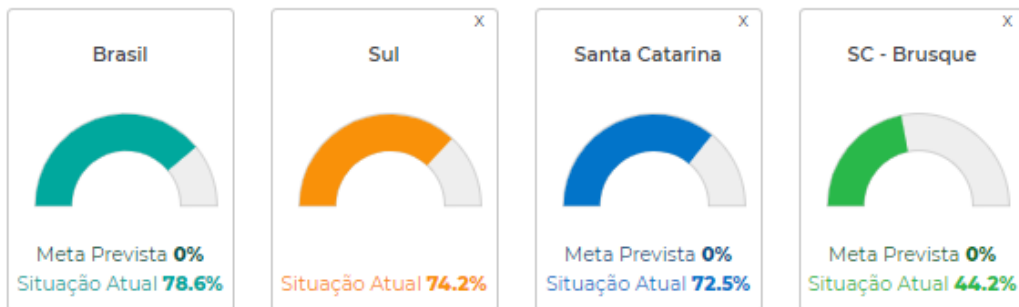 Brasil
Meta Prevista 0%
Situação Atual 78.6%
X
Sul
Situação Atual 74.2%
X
Santa Catarina
Meta Prevista 0%
Situação Atual 72.5%
X
SC - Brusque
Meta Prevista 0%
Situação Atual 44.2%